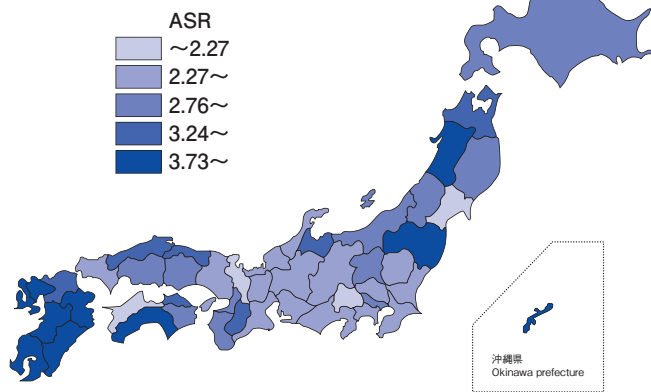 ASR
～2.27
2.27～
2.76～
3.24～
3.73～
沖縄県
Okinawa prefecture